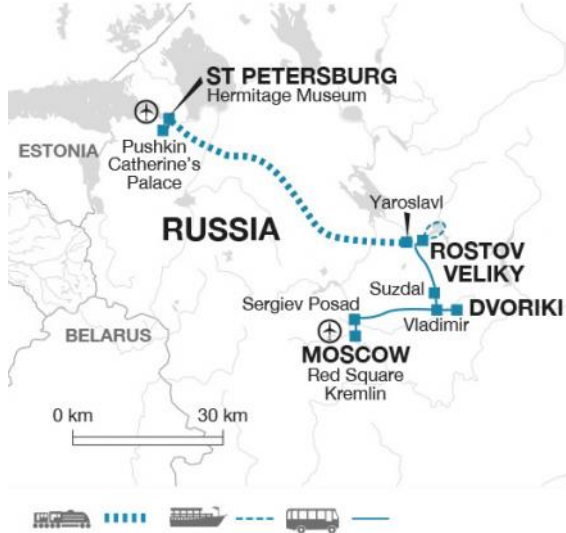 ST PETERSBURG
Hermitage Museum
Pushkin
Catherine's
Palace
ESTONIA
Yaroslavl
RUSSIA
ROSTOV
VELIKY
Suzdal
DVORIKI
Sergiev Posad
Vladimir
BELARUS
MOSCOW
Red Square
Kremlin
0 km 30 km